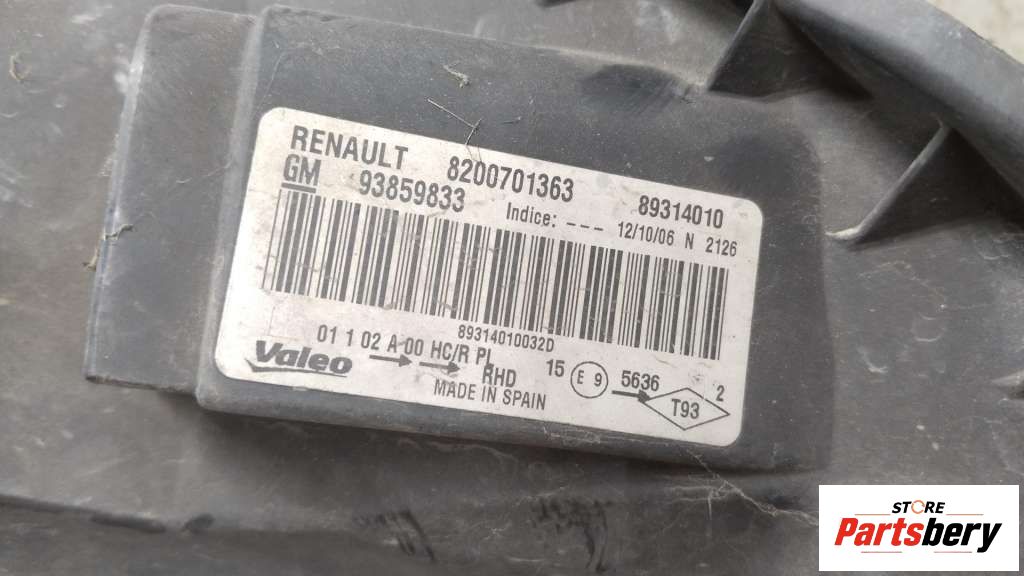 RENAULT 8200701363 89314010
GM 93859833 Indice: --- 12/10/06 N 2126
89314010032D
01 1 02 A 00 HC/R PL 15 E 9 5636 2
Valeo RHD T93
MADE IN SPAIN
STORE
Partsbery